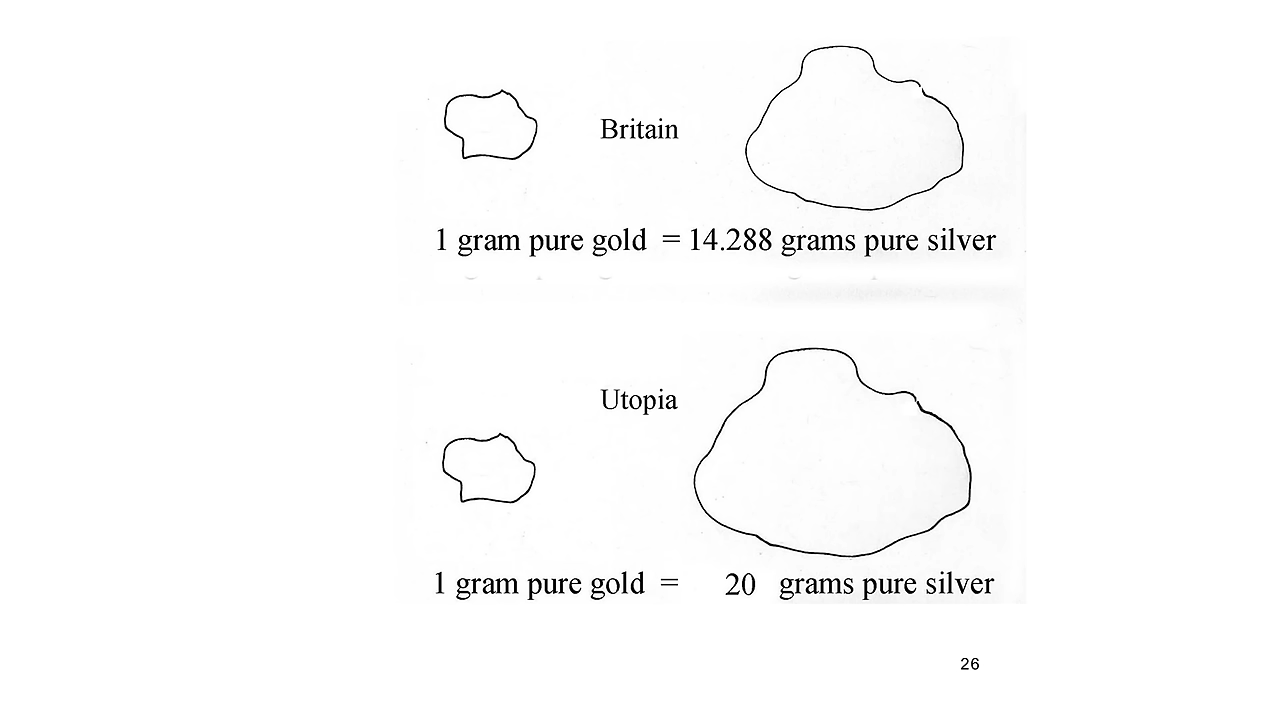 Britain
1 gram pure gold = 14.288 grams pure silver
Utopia
1 gram pure gold = 20 grams pure silver
26